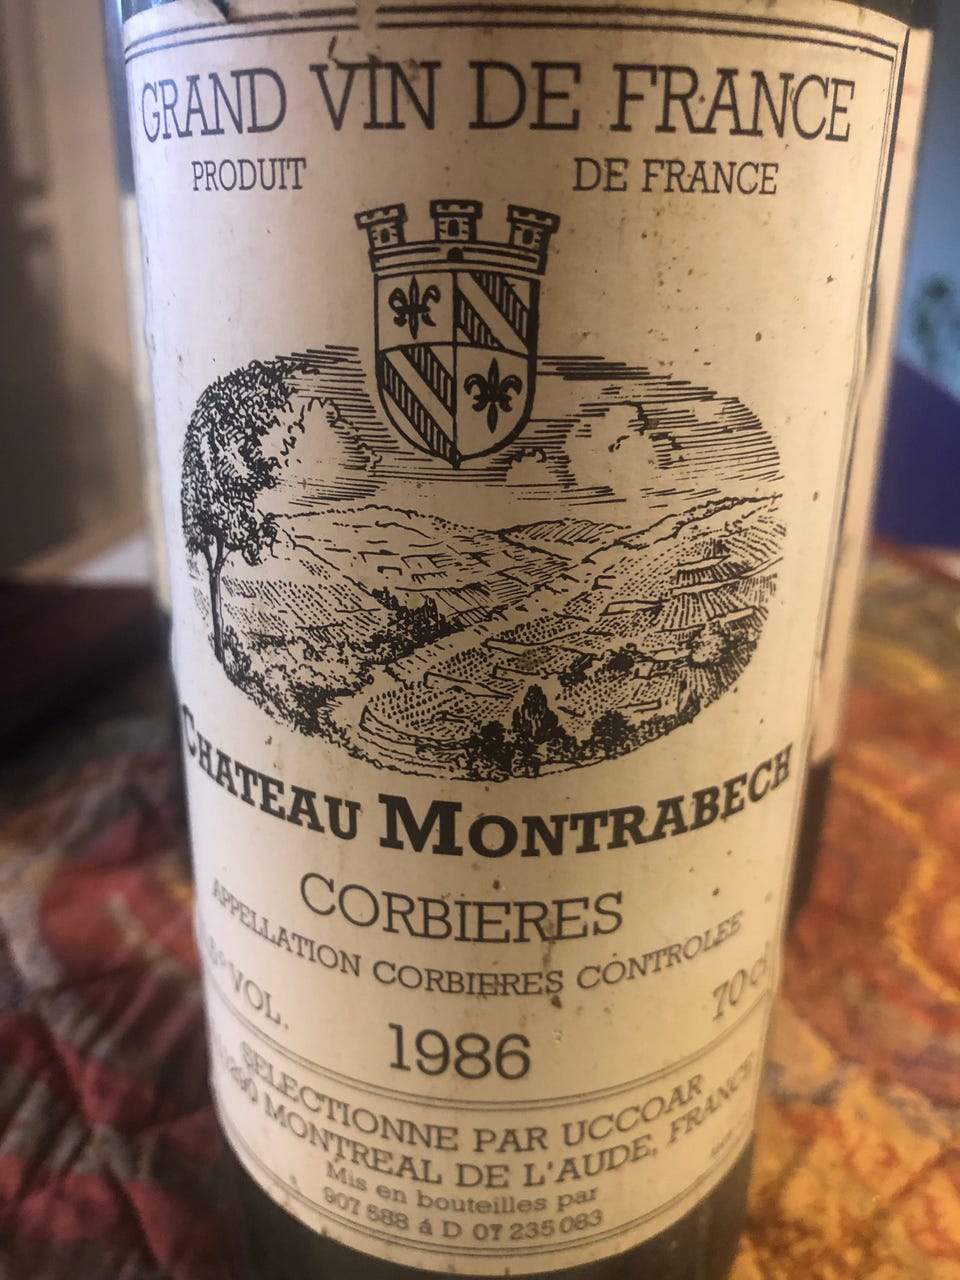 GRAND VIN DE FRANCE
PRODUIT DE FRANCE
CHATEAU MONTRABECH
CORBIERES
APPELLATION CORBIERES CONTROLEE
VOL. 70 cl
1986
SELECTIONNE PAR UCCOAR
MONTREAL DE L'AUDE, FRANCE
Mis en bouteilles par
907 588 á D 07 235 083